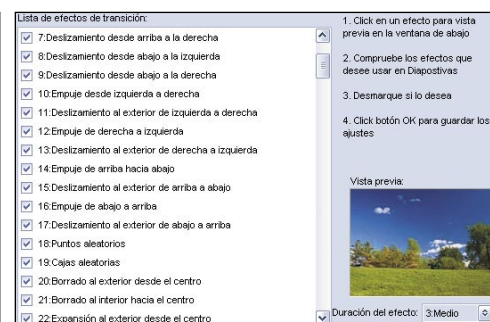 Lista de efectos de transición:
7:Deslizamiento desde arriba a la derecha
8:Deslizamiento desde abajo a la izquierda
9:Deslizamiento desde abajo a la derecha
10:Empuje desde izquierda a derecha
11:Deslizamiento al exterior de izquierda a derecha
12:Empuje de derecha a izquierda
13:Deslizamiento al exterior de derecha a izquierda
14:Empuje de arriba hacia abajo
15:Deslizamiento al exterior de arriba a abajo
16:Empuje de abajo a arriba
17:Deslizamiento al exterior de abajo a arriba
18:Puntos aleatorios
19:Cajas aleatorias
20:Borrado al exterior desde el centro
21:Borrado al interior hacia el centro
22:Expansión al exterior desde el centro
1. Click en un efecto para vista
previa en la ventana de abajo
2. Compruebe los efectos que
desee usar en Diapostivas
3. Desmarque si lo desea
4. Click botón OK para guardar los
ajustes
Vista previa:
Duración del efecto: 3:Medio